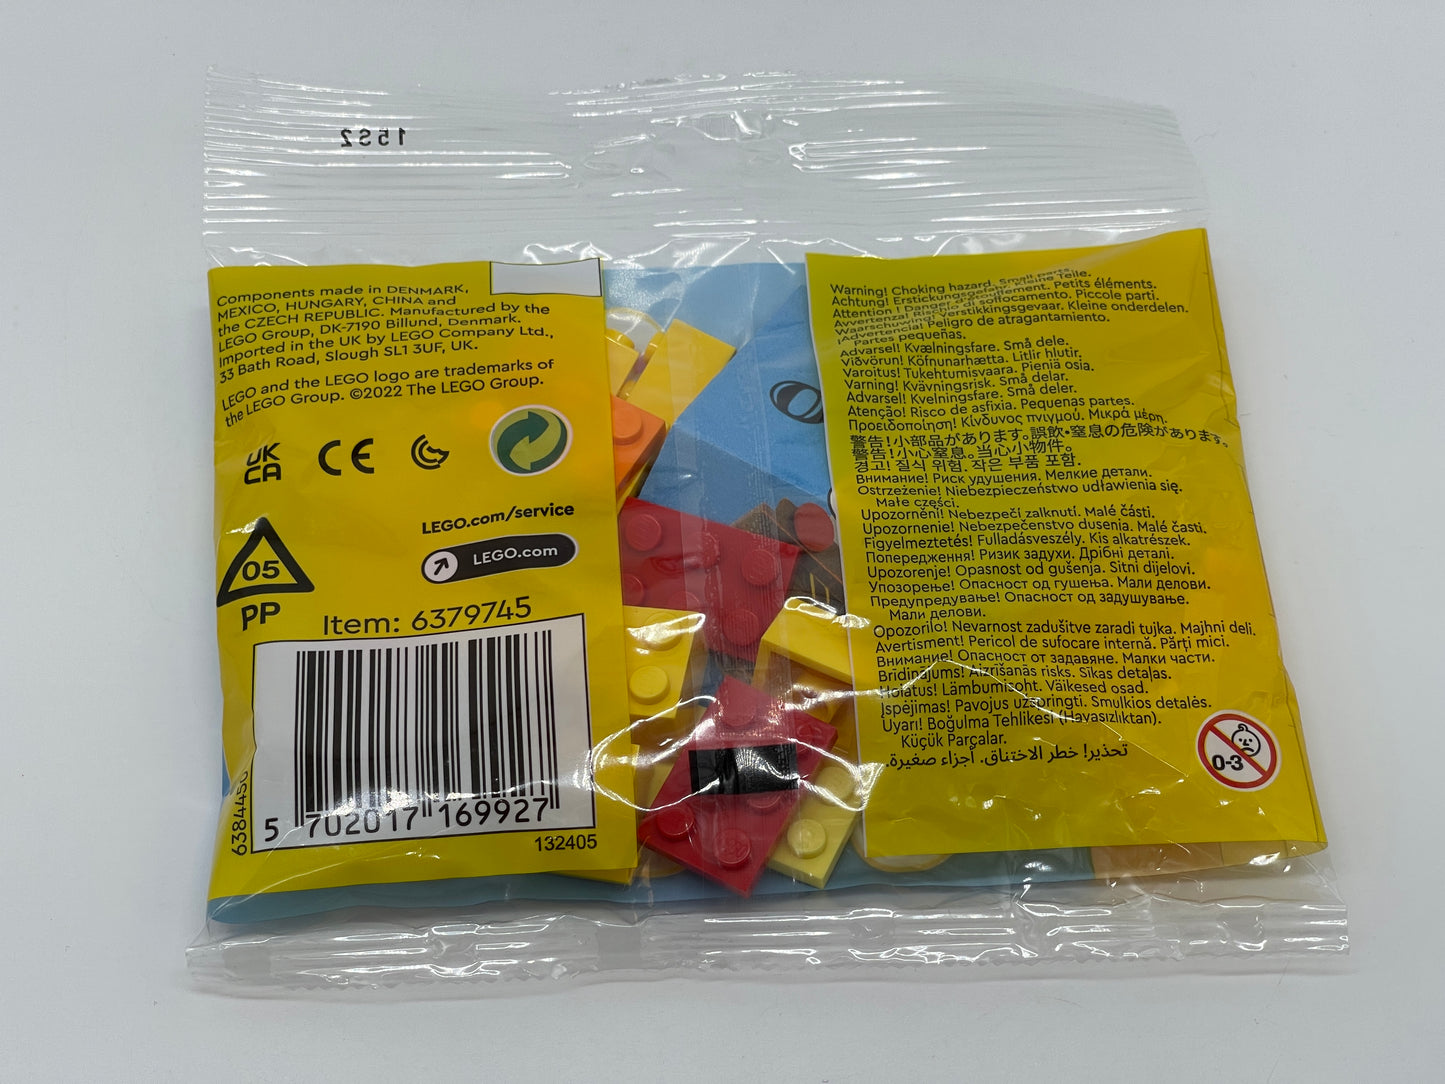 15S2
Components made in DENMARK,
MEXICO, HUNGARY, CHINA and
the CZECH REPUBLIC. Manufactured by the
LEGO Group, DK-7190 Billund, Denmark.
Imported in the UK by LEGO Company Ltd.,
33 Bath Road, Slough SL1 3UF, UK.
LEGO and the LEGO logo are trademarks of
the LEGO Group. ©2022 The LEGO Group.
UK
CA
CE
LEGO.com/service
LEGO.com
05
PP
Item: 6379745
5 702017 169927
132405
6384450
Warning! Choking hazard. Small parts.
Achtung! Erstickungsgefahr. Kleine Teile.
Attention ! Danger d'étouffement. Petits éléments.
Avvertenza! Rischio di soffocamento. Piccole parti.
Waarschuwing! Verstikkingsgevaar. Kleine onderdelen.
¡Advertencia! Peligro de atragantamiento.
Partes pequeñas.
Advarsel! Kvælningsfare. Små dele.
Viðvörun! Köfnunarhætta. Litlir hlutir.
Varoitus! Tukehtumisvaara. Pieniä osia.
Varning! Kvävningsrisk. Små delar.
Advarsel! Kvelningsfare. Små deler.
Atenção! Risco de asfixia. Pequenas partes.
Προειδοποίηση! Κίνδυνος πνιγμού. Μικρά μέρη.
警告!小部品があります。誤飲・窒息の危険があります。
警告!小心窒息。当心小物件。
경고! 질식 위험. 작은 부품 포함.
Внимание! Риск удушения. Мелкие детали.
Ostrzeżenie! Niebezpieczeństwo udławienia się.
Małe części.
Upozornění! Nebezpečí zalknutí. Malé části.
Upozornenie! Nebezpečenstvo dusenia. Malé časti.
Figyelmeztetés! Fulladásveszély. Kis alkatrészek.
Попередження! Ризик задухи. Дрібні деталі.
Upozorenje! Opasnost od gušenja. Sitni dijelovi.
Упозорење! Опасност од гушења. Мали делови.
Предупредување! Опасност од задушување.
Мали делови.
Opozorilo! Nevarnost zadušitve zaradi tujka. Majhni deli.
Avertisment! Pericol de sufocare internă. Părți mici.
Внимание! Опасност от задавяне. Малки части.
Brīdinājums! Aizrīšanās risks. Sīkas detaļas.
Hoiatus! Lämbumisoht. Väikesed osad.
Įspėjimas! Pavojus užspringti. Smulkios detalės.
Uyarı! Boğulma Tehlikesi (Havasızlıktan).
Küçük Parçalar.
تحذير! خطر الاختناق. أجزاء صغيرة.
0-3